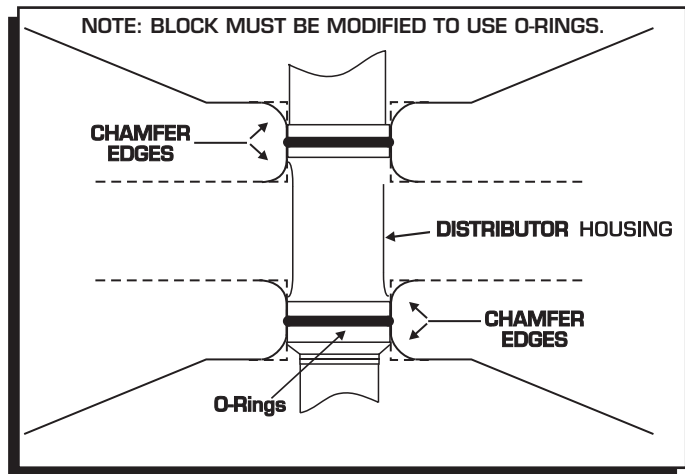 NOTE: BLOCK MUST BE MODIFIED TO USE O-RINGS.
CHAMFER
EDGES
DISTRIBUTOR HOUSING
CHAMFER
EDGES
O-Rings